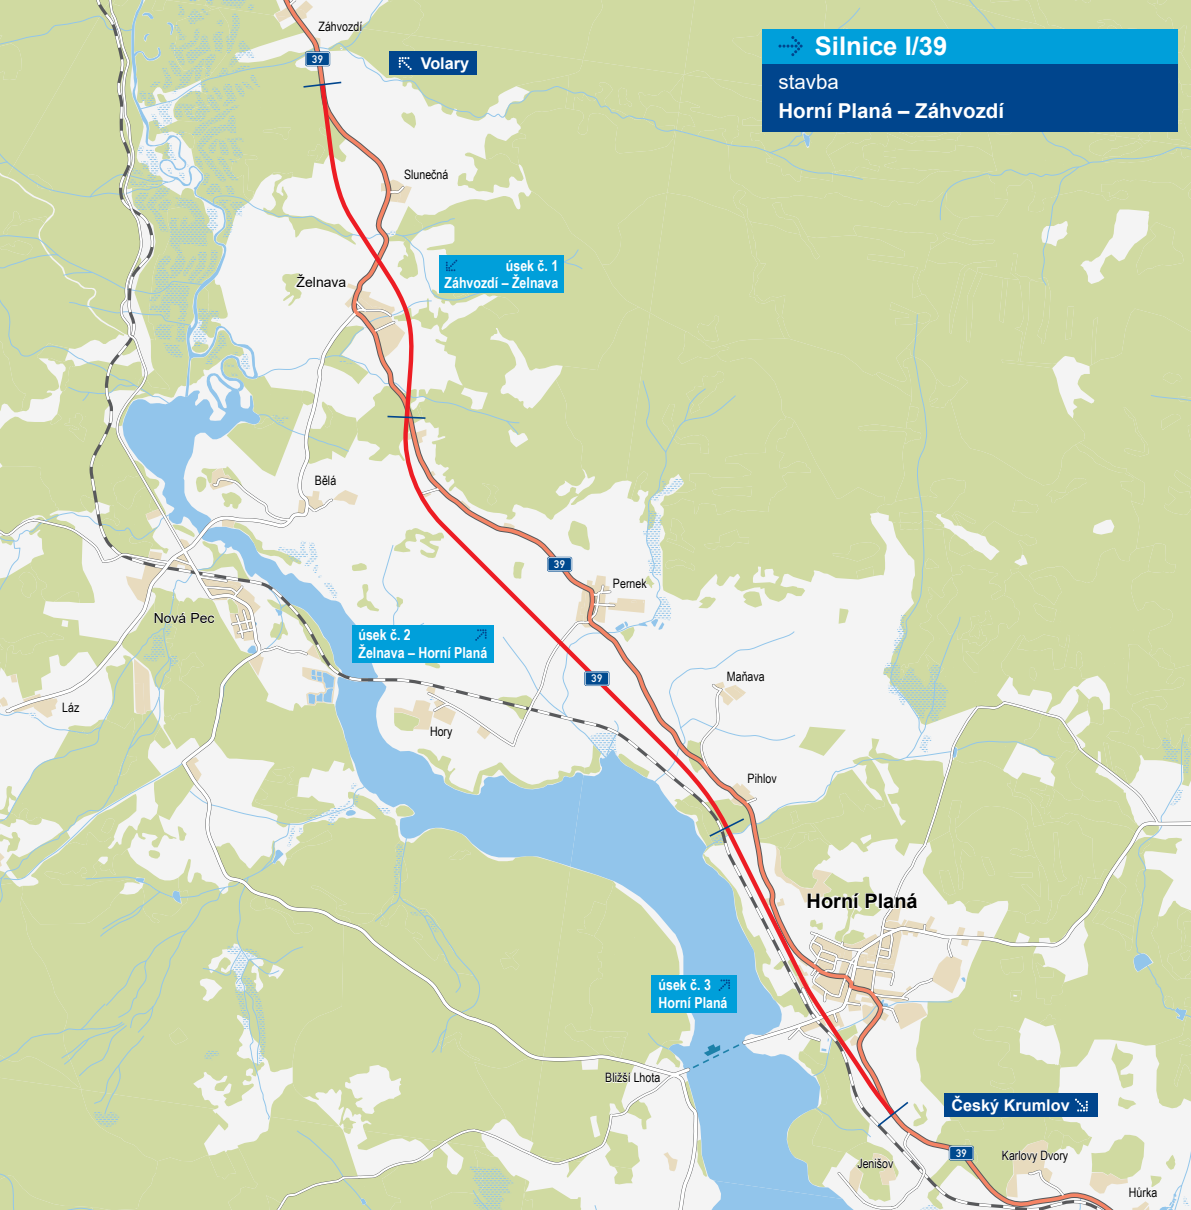 Záhvozdí
39
Volary
Silnice I/39
stavba
Horní Planá – Záhvozdí
Slunečná
úsek č. 1
Záhvozdí – Želnava
Želnava
Bělá
39
Pernek
Nová Pec
úsek č. 2
Želnava – Horní Planá
39
Maňava
Láz
Hory
Pihlov
Horní Planá
úsek č. 3
Horní Planá
Bližší Lhota
Český Krumlov
39
Karlovy Dvory
Jenišov
Hůrka